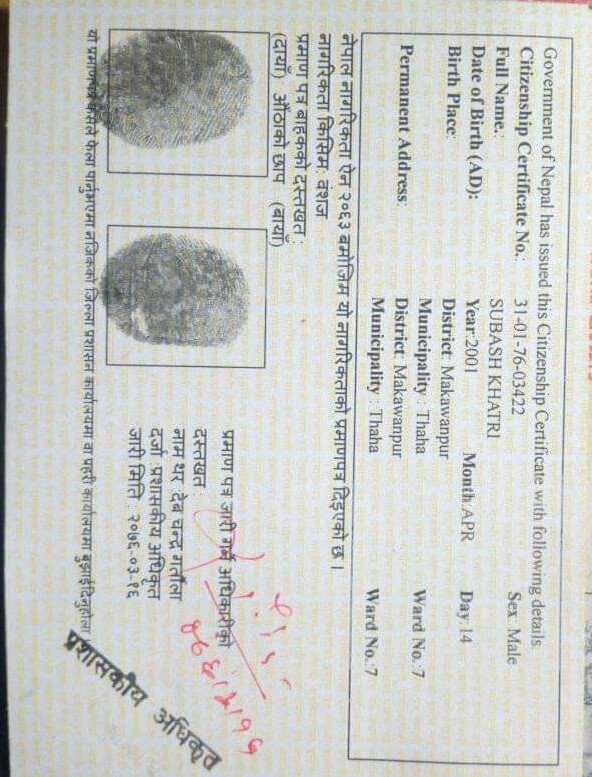 Government of Nepal has issued this Citizenship Certificate with following details
Citizenship Certificate No.: 31-01-76-03422 Sex: Male
Full Name.: SUBASH KHATRI
Date of Birth (AD): Year:2001 Month:APR Day:14
Birth Place: District: Makawanpur
Municipality : Thaha Ward No.:7
Permanent Address: District: Makawanpur
Municipality : Thaha Ward No.:7
नेपाल नागरिकता ऐन २०६३ बमोजिम यो नागरिकताको प्रमाणपत्र दिइएको छ ।
नागरिकता किसिम: वंशज
प्रमाण पत्र बाहकको दस्तखत :
(दायाँ) औंठाको छाप (बायाँ)
प्रमाण पत्र जारी गर्ने अधिकारीको
दस्तखत :
नाम थर : देब चन्द्र गर्तौला
दर्जा :प्रशासकीय अधिकृत
जारी मिति : २०७६-०३-१६
प्रशासकीय अधिकृत
यो प्रमाणपत्र कसैले फेला पार्नुभएमा नजिकको जिल्ला प्रशासन कार्यालयमा वा प्रहरी कार्यालयमा बुझाईदिनुहोला ।